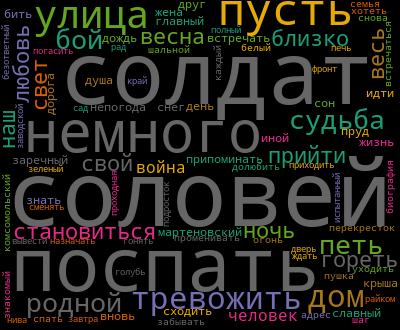 бить
улица
друг
жена
главный
полный
пусть
семья
хотеть
снова
безответный
любовь
погасить
бой
дождь
рад
весна
шальной
встречать
белый
близко
печь
весь
встречаться
свет
дорога
солдат
душа
край
каждый
фронт
наш
заводской
сад
непогода
снег
день
сон
идти
немного
судьба
иной
пруд
жизнь
заречный
зеленый
свой
война
припоминать
долюбить
прийти
приходить
биография
соловей
комсомольский
знать
сменять
проходная
подросток
испытанный
становиться
мартеновский
ночь
перекресток
вывести
назначать
гонять
променивать
огонь
дверь
ждать
петь
поспать
гореть
голубь
пушка
уходить
знакомый
крыша
тревожить
дом
райком
родной
сходить
человек
адрес
славный
нива
спать
завтра
вновь
забывать
шаг